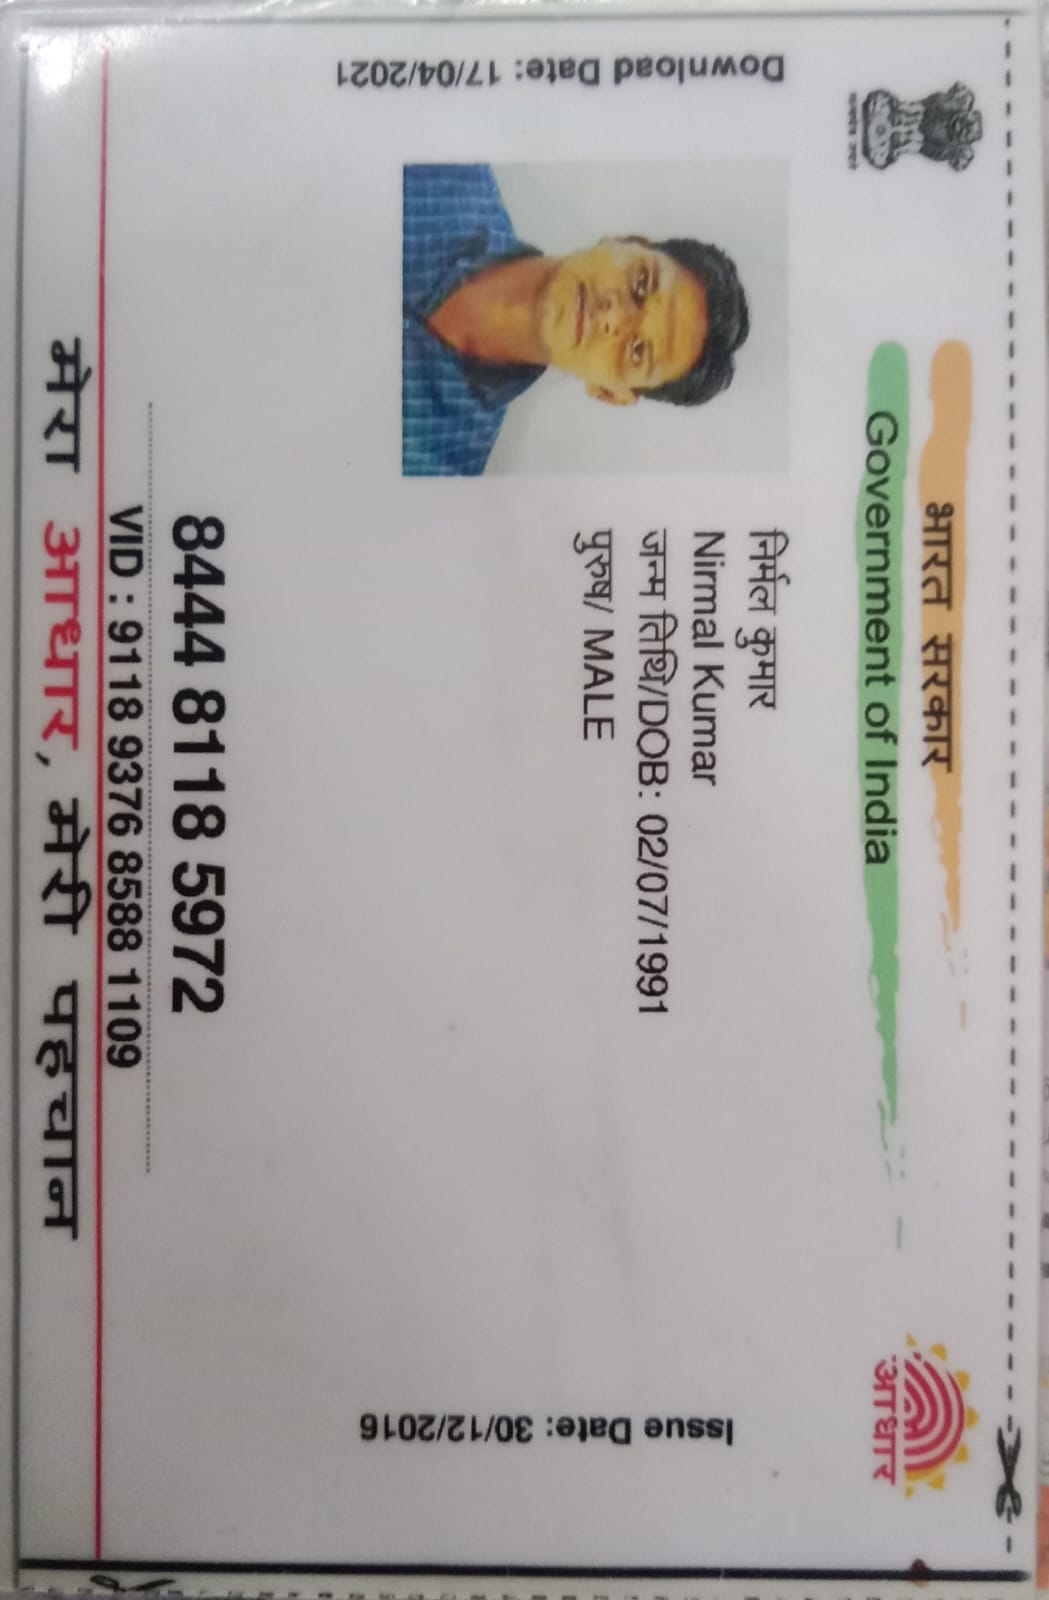 भारत सरकार
Government of India
आधार
Download Date: 17/04/2021
निर्मल कुमार
Nirmal Kumar
जन्म तिथि/DOB: 02/07/1991
पुरुष/ MALE
Issue Date: 30/12/2016
8444 8118 5972
VID : 9118 9376 8588 1109
मेरा आधार, मेरी पहचान